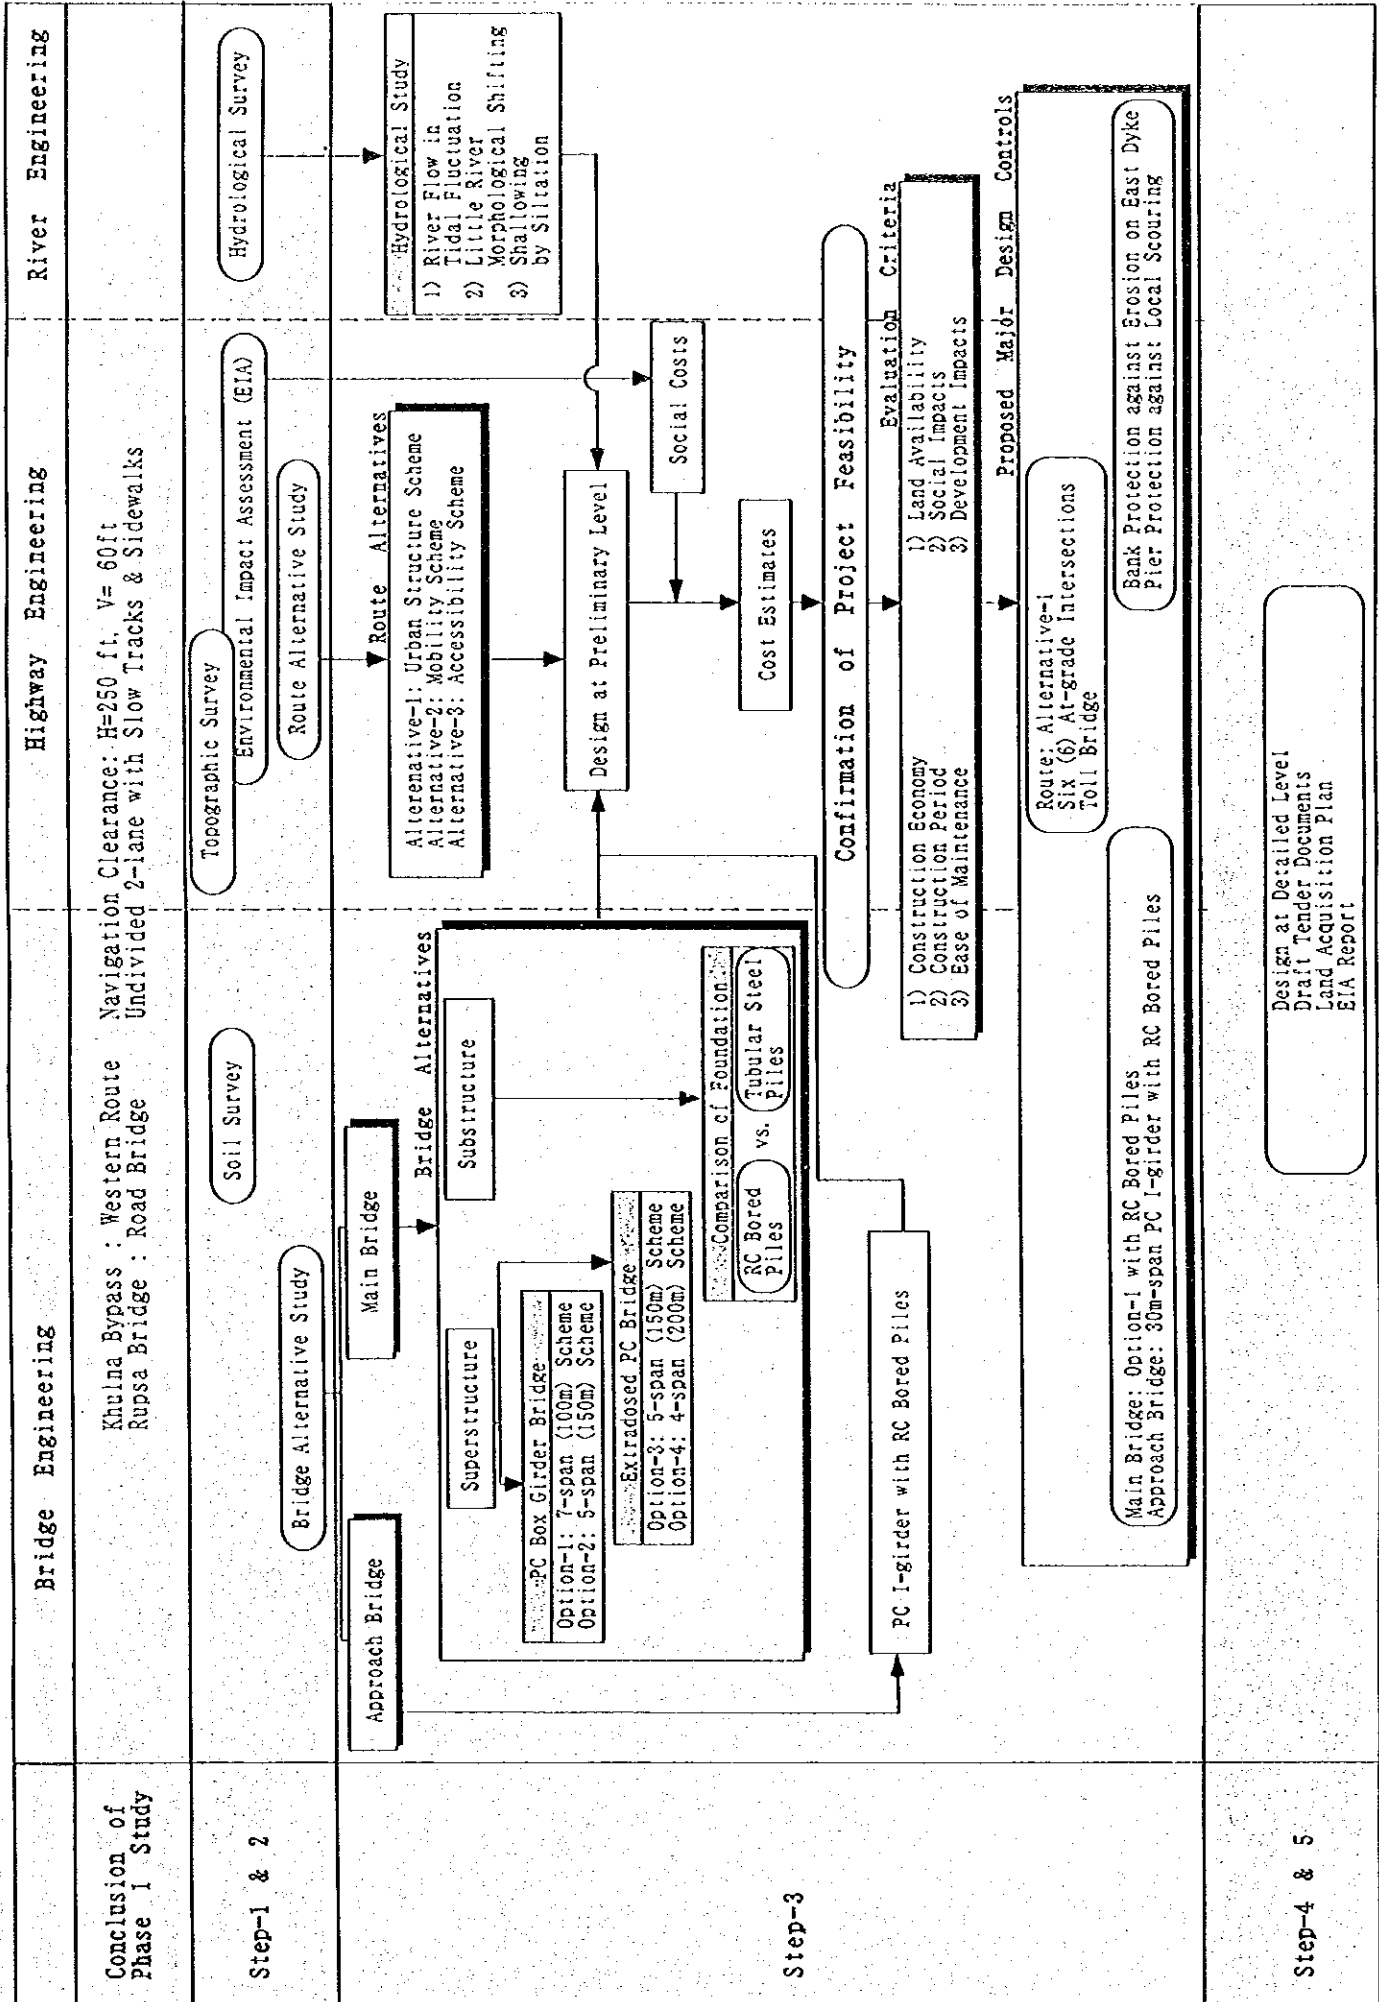 Bridge Engineering
Highway Engineering
River Engineering
Conclusion of
Phase 1 Study
Khulna Bypass : Western Route
Rupsa Bridge : Road Bridge
Navigation Clearance: H=250 ft, V= 60ft
Undivided 2-lane with Slow Tracks & Sidewalks
Step-1 & 2
Soil Survey
Bridge Alternative Study
Topographic Survey
Environmental Impact Assessment (EIA)
Route Alternative Study
Hydrological Survey
Step-3
Approach Bridge
Main Bridge
Bridge Alternatives
Superstructure
Substructure
PC Box Girder Bridge
Option-1: 7-span (100m) Scheme
Option-2: 5-span (150m) Scheme
Extradosed PC Bridge
Option-3: 5-span (150m) Scheme
Option-4: 4-span (200m) Scheme
Comparison of Foundation
RC Bored
Piles
vs.
Tubular Steel
Piles
PC I-girder with RC Bored Piles
Route Alternatives
Alterenative-1: Urban Structure Scheme
Alternative-2: Mobility Scheme
Alternative-3: Accessibility Scheme
Hydrological Study
1) River Flow in
Tidal Fluctuation
2) Little River
Morphological Shifting
3) Shallowing
by Siltation
Design at Preliminary Level
Social Costs
Cost Estimates
Confirmation of Project Feasibility
Evaluation Criteria
1) Construction Economy
2) Construction Period
3) Ease of Maintenance
1) Land Availability
2) Social Impacts
3) Development Impacts
Proposed Major Design Controls
Route: Alternative-1
Six (6) At-grade Intersections
Toll Bridge
Main Bridge: Option-1 with RC Bored Piles
Approach Bridge: 30m-span PC I-girder with RC Bored Piles
Bank Protection against Erosion on East Dyke
Pier Protection against Local Scouring
Step-4 & 5
Design at Detailed Level
Draft Tender Documents
Land Acquisition Plan
EIA Report